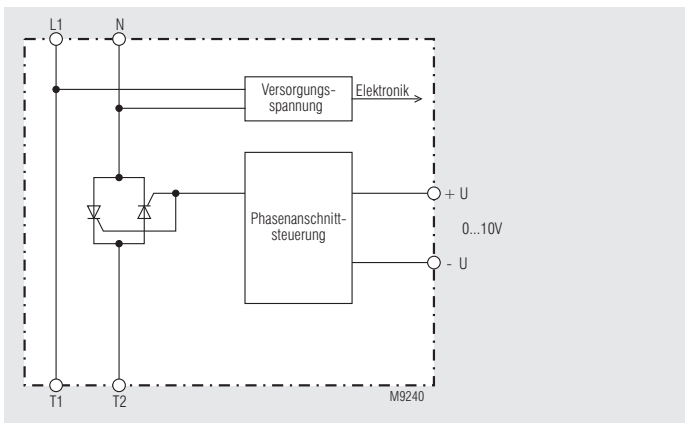 L1
N
Versorgungs-
spannung
Elektronik
Phasenanschnitt-
steuerung
+ U
0...10V
- U
T1
T2
M9240